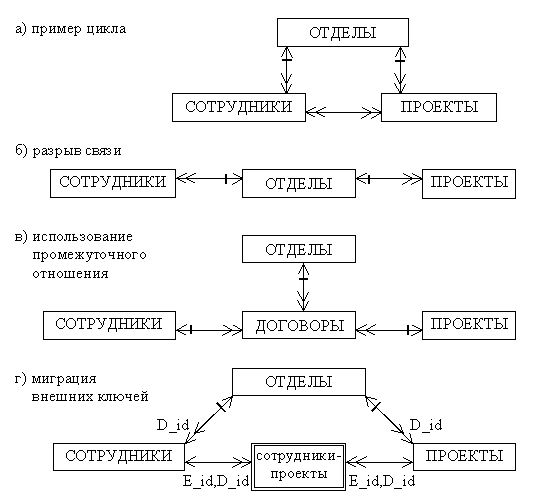 а) пример цикла
ОТДЕЛЫ
СОТРУДНИКИ
ПРОЕКТЫ
б) разрыв связи
СОТРУДНИКИ
ОТДЕЛЫ
ПРОЕКТЫ
в) использование
промежуточного
отношения
ОТДЕЛЫ
СОТРУДНИКИ
ДОГОВОРЫ
ПРОЕКТЫ
г) миграция
внешних ключей
ОТДЕЛЫ
D_id
D_id
СОТРУДНИКИ
сотрудники-
проекты
ПРОЕКТЫ
E_id,D_id
E_id,D_id